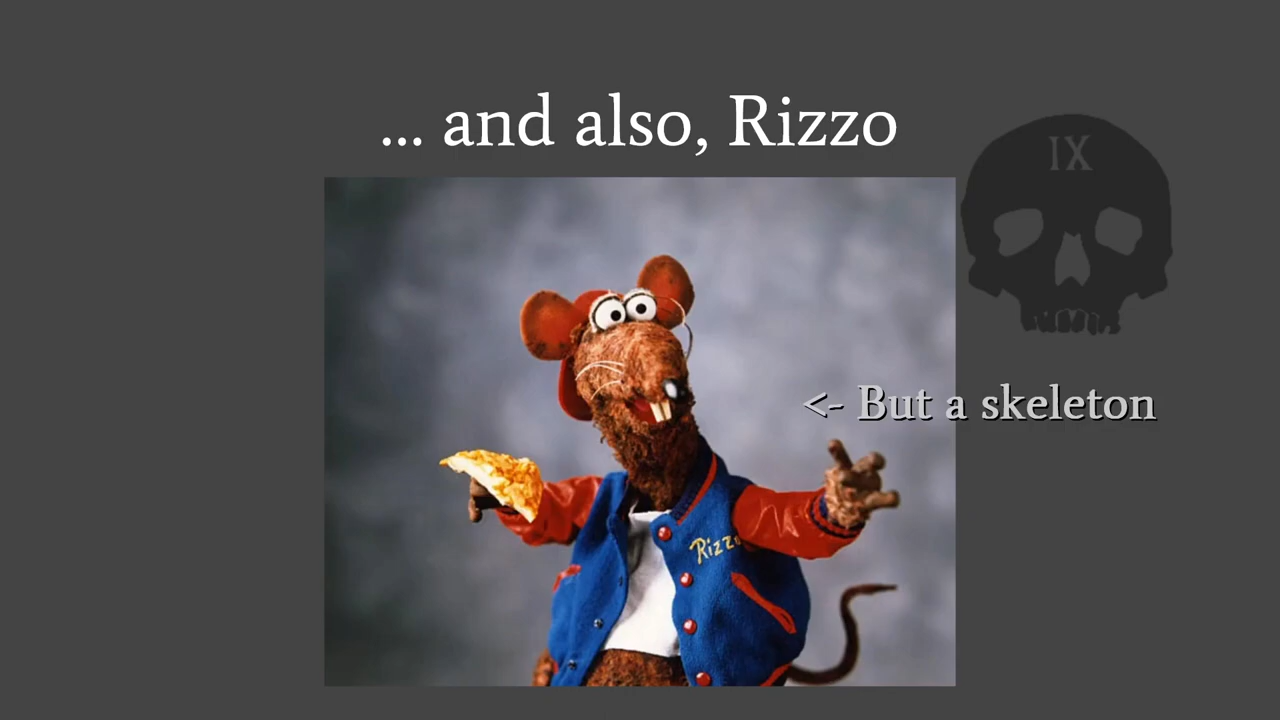 ... and also, Rizzo
IX
<- But a skeleton
Rizzo